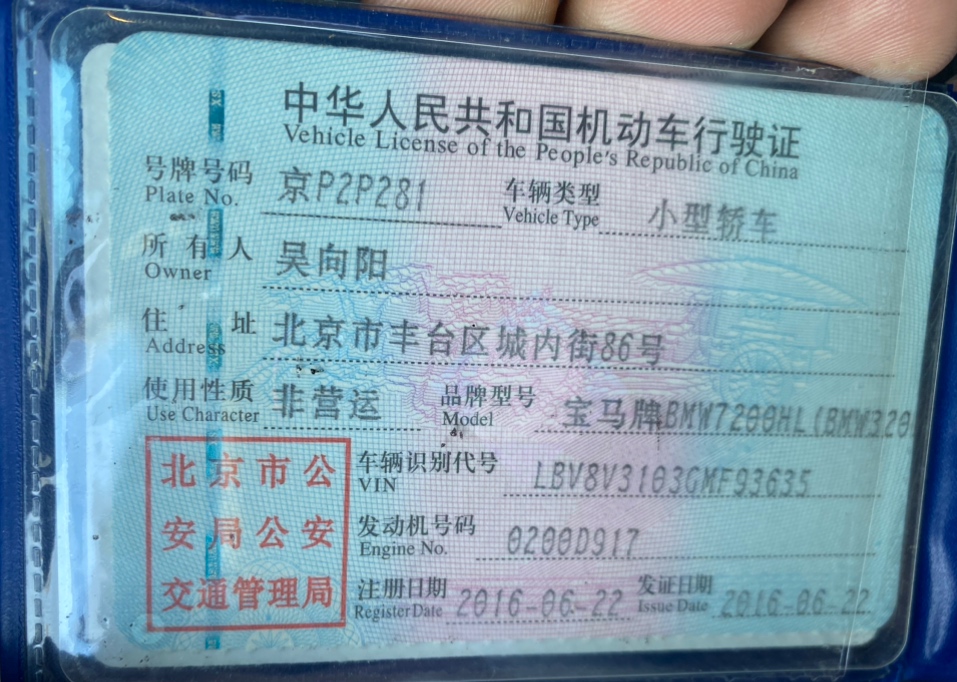 中华人民共和国机动车行驶证
Vehicle License of the People's Republic of China
号牌号码 京P2P281 车辆类型 小型轿车
Plate No. Vehicle Type
所有人 吴向阳
Owner
住址 北京市丰台区城内街86号
Address
使用性质 非营运 品牌型号 宝马牌BMW7200HL(BMW320
Use Character Model
北京市公
安局公安
交通管理局
车辆识别代号 LBV8V3103GMF93635
VIN
发动机号码 0200D917
Engine No.
注册日期 2016-06-22 发证日期 2016-06-22
Register Date Issue Date